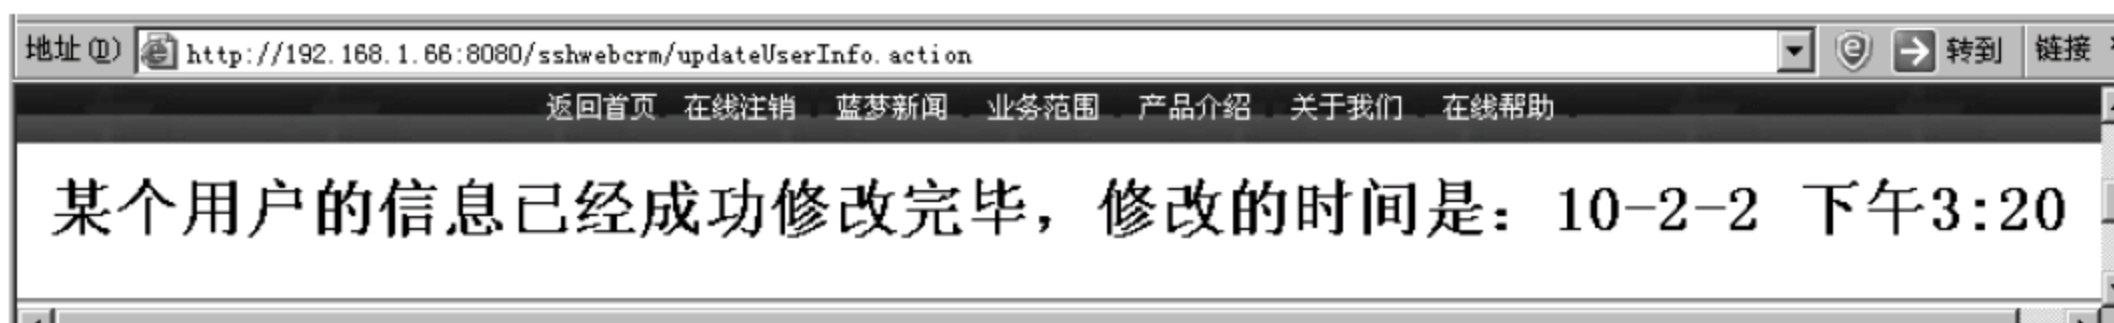 地址(D) http://192.168.1.66:8080/sshwebcrm/updateUserInfo.action 转到 链接
返回首页 在线注销 蓝梦新闻 业务范围 产品介绍 关于我们 在线帮助
某个用户的信息已经成功修改完毕，修改的时间是：10-2-2 下午3:20